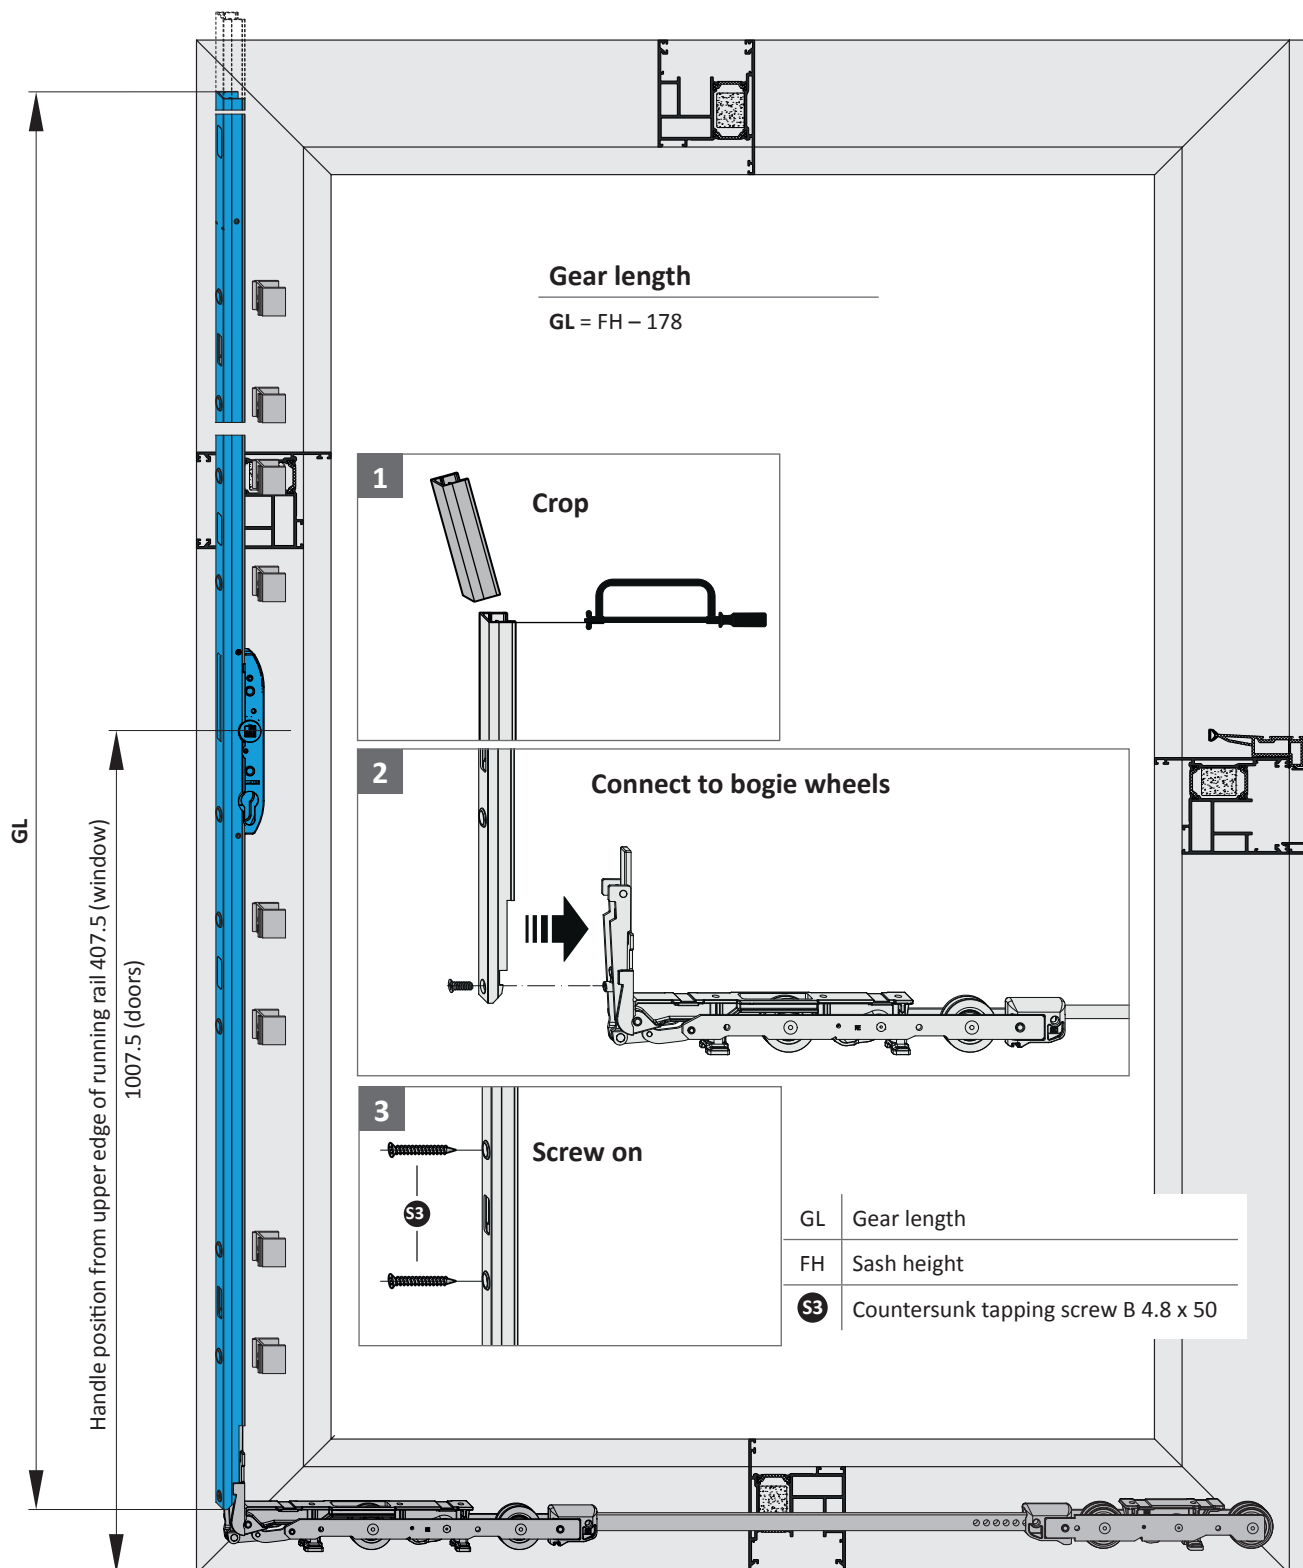 Gear length
GL = FH – 178
1
Crop
2
Connect to bogie wheels
3
Screw on
S3
GL
Handle position from upper edge of running rail 407.5 (window)
1007.5 (doors)
GL Gear length
FH Sash height
S3 Countersunk tapping screw B 4.8 x 50